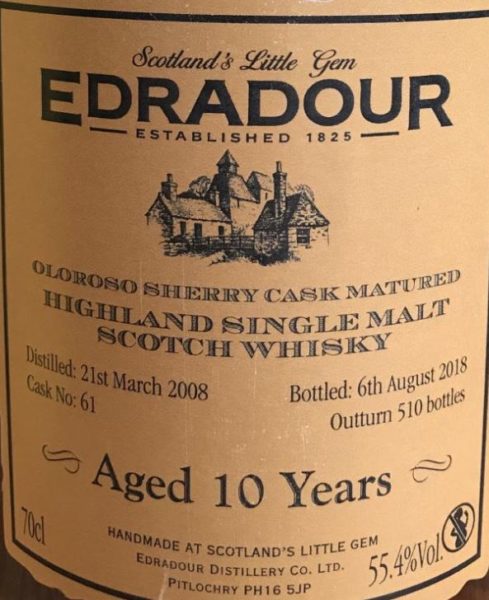 Scotland's Little Gem
EDRADOUR
ESTABLISHED 1825
OLOROSO SHERRY CASK MATURED
HIGHLAND SINGLE MALT
SCOTCH WHISKY
Distilled: 21st March 2008
Cask No: 61
Bottled: 6th August 2018
Outturn 510 bottles
Aged 10 Years
70cl
HANDMADE AT SCOTLAND'S LITTLE GEM
EDRADOUR DISTILLERY CO. LTD.
PITLOCHRY PH16 5JP
55.4%Vol.